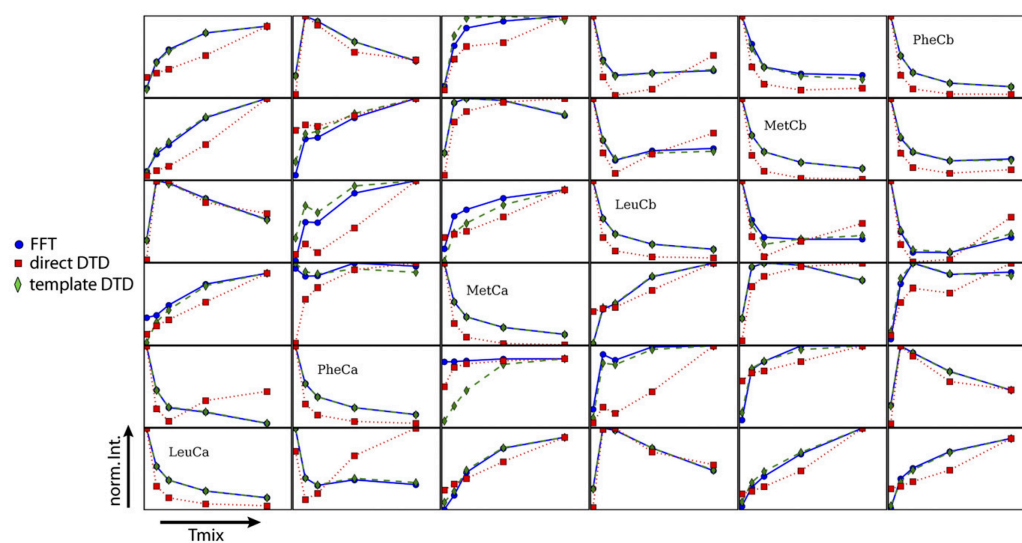 PheCb
MetCb
LeuCb
FFT
direct DTD
template DTD
MetCa
PheCa
LeuCa
norm.Int.
Tmix